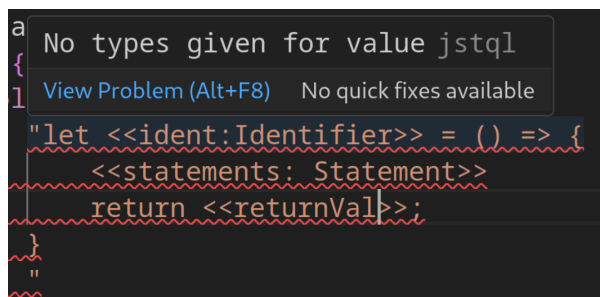 a
No types given for value jstql
{
View Problem (Alt+F8) No quick fixes available
l
"let <<ident:Identifier>> = () => {
<<statements: Statement>>
return <<returnVal>>;
}
"